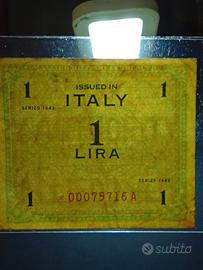 ISSUED IN
1 1
SERIES 1943
ITALY
1
LIRA
SERIES 1943
1 1
00075716 A
subito